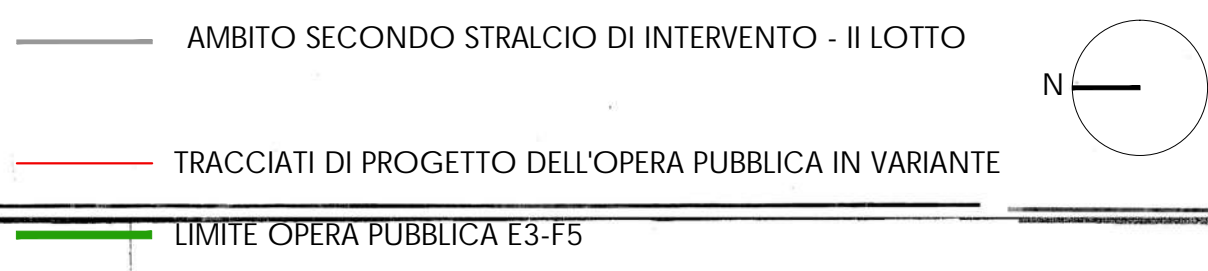 AMBITO SECONDO STRALCIO DI INTERVENTO - II LOTTO
N
TRACCIATI DI PROGETTO DELL'OPERA PUBBLICA IN VARIANTE
LIMITE OPERA PUBBLICA E3-F5